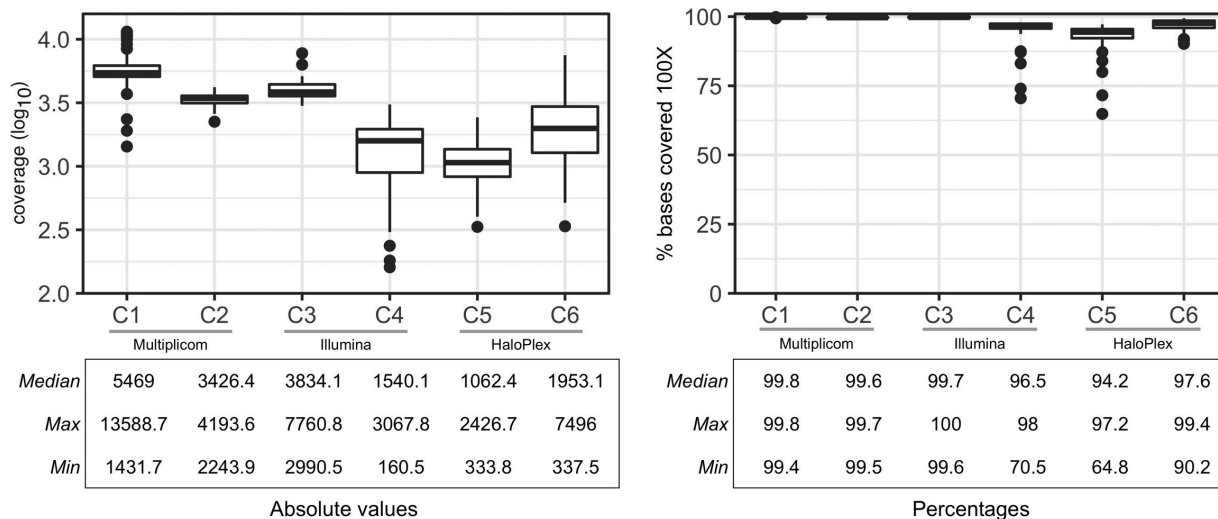 coverage (log10)
4.0
3.5
3.0
2.5
2.0
C1 C2 C3 C4 C5 C6
Multiplicom Illumina HaloPlex
Median 5469 3426.4 3834.1 1540.1 1062.4 1953.1
Max 13588.7 4193.6 7760.8 3067.8 2426.7 7496
Min 1431.7 2243.9 2990.5 160.5 333.8 337.5
Absolute values
% bases covered 100X
100
75
50
25
0
C1 C2 C3 C4 C5 C6
Multiplicom Illumina HaloPlex
Median 99.8 99.6 99.7 96.5 94.2 97.6
Max 99.8 99.7 100 98 97.2 99.4
Min 99.4 99.5 99.6 70.5 64.8 90.2
Percentages